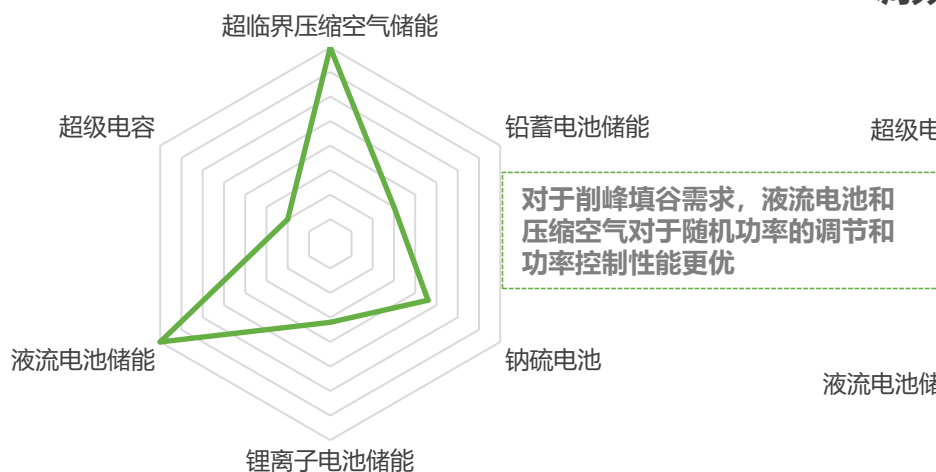 超临界压缩空气储能
超级电容
铅蓄电池储能
超级电
对于削峰填谷需求，液流电池和
压缩空气对于随机功率的调节和
功率控制性能更优
液流电池储能
钠硫电池
液流电池储
锂离子电池储能